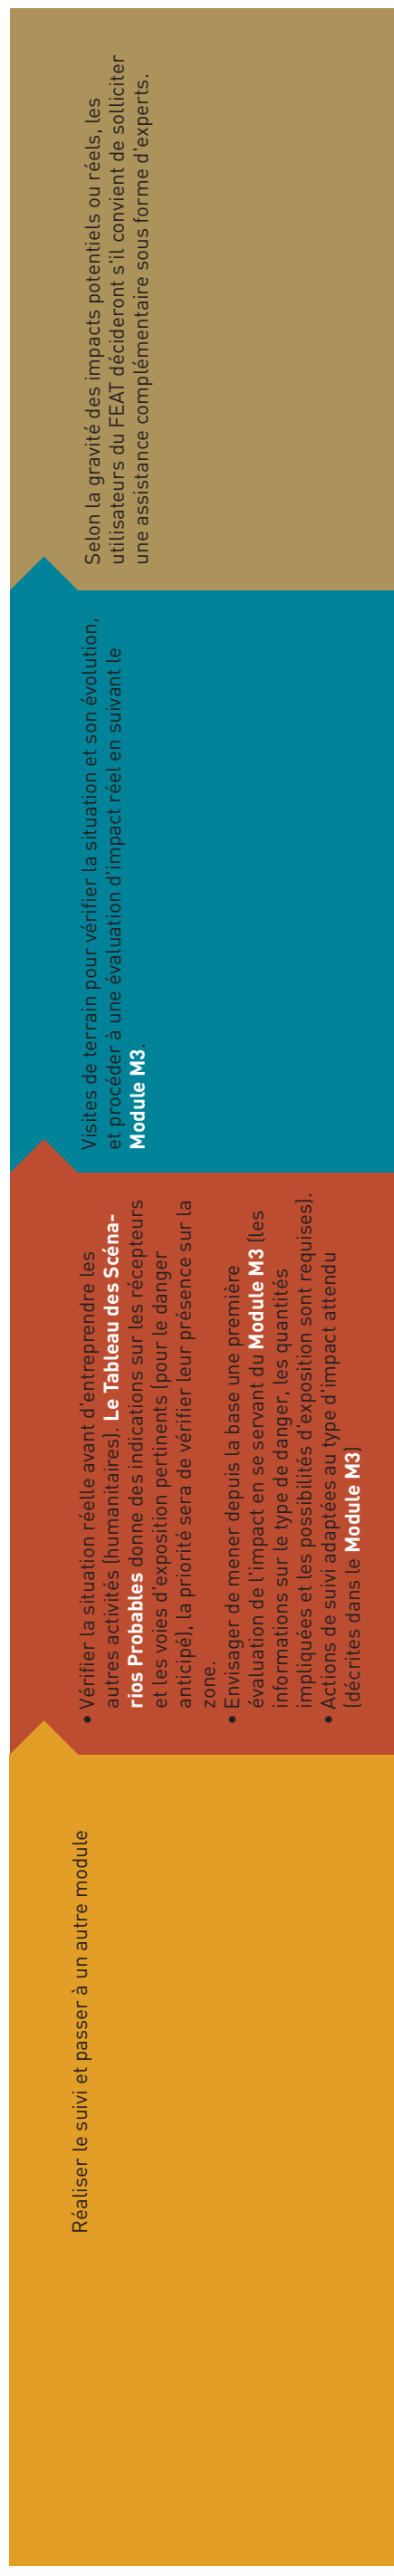 Réaliser le suivi et passer à un autre module
• Vérifier la situation réelle avant d'entreprendre les
autres activités (humanitaires). Le Tableau des Scéna-
rios Probables donne des indications sur les récepteurs
et les voies d'exposition pertinents (pour le danger
anticipé), la priorité sera de vérifier leur présence sur la
zone.
• Envisager de mener depuis la base une première
évaluation de l'impact en se servant du Module M3 (les
informations sur le type de danger, les quantités
impliquées et les possibilités d'exposition sont requises).
• Actions de suivi adaptées au type d'impact attendu
(décrites dans le Module M3)
Visites de terrain pour vérifier la situation et son évolution,
et procéder à une évaluation d'impact réel en suivant le
Module M3.
Selon la gravité des impacts potentiels ou réels, les
utilisateurs du FEAT décideront s'il convient de solliciter
une assistance complémentaire sous forme d'experts.